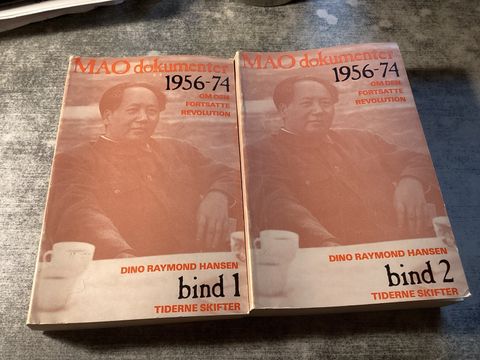 MAO dokumenter
1956-74
OM DEN
FORTSATTE
REVOLUTION
DINO RAYMOND HANSEN
bind 1
TIDERNE SKIFTER
MAO dokumenter
1956-74
OM DEN
FORTSATTE
REVOLUTION
DINO RAYMOND HANSEN
bind 2
TIDERNE SKIFTER